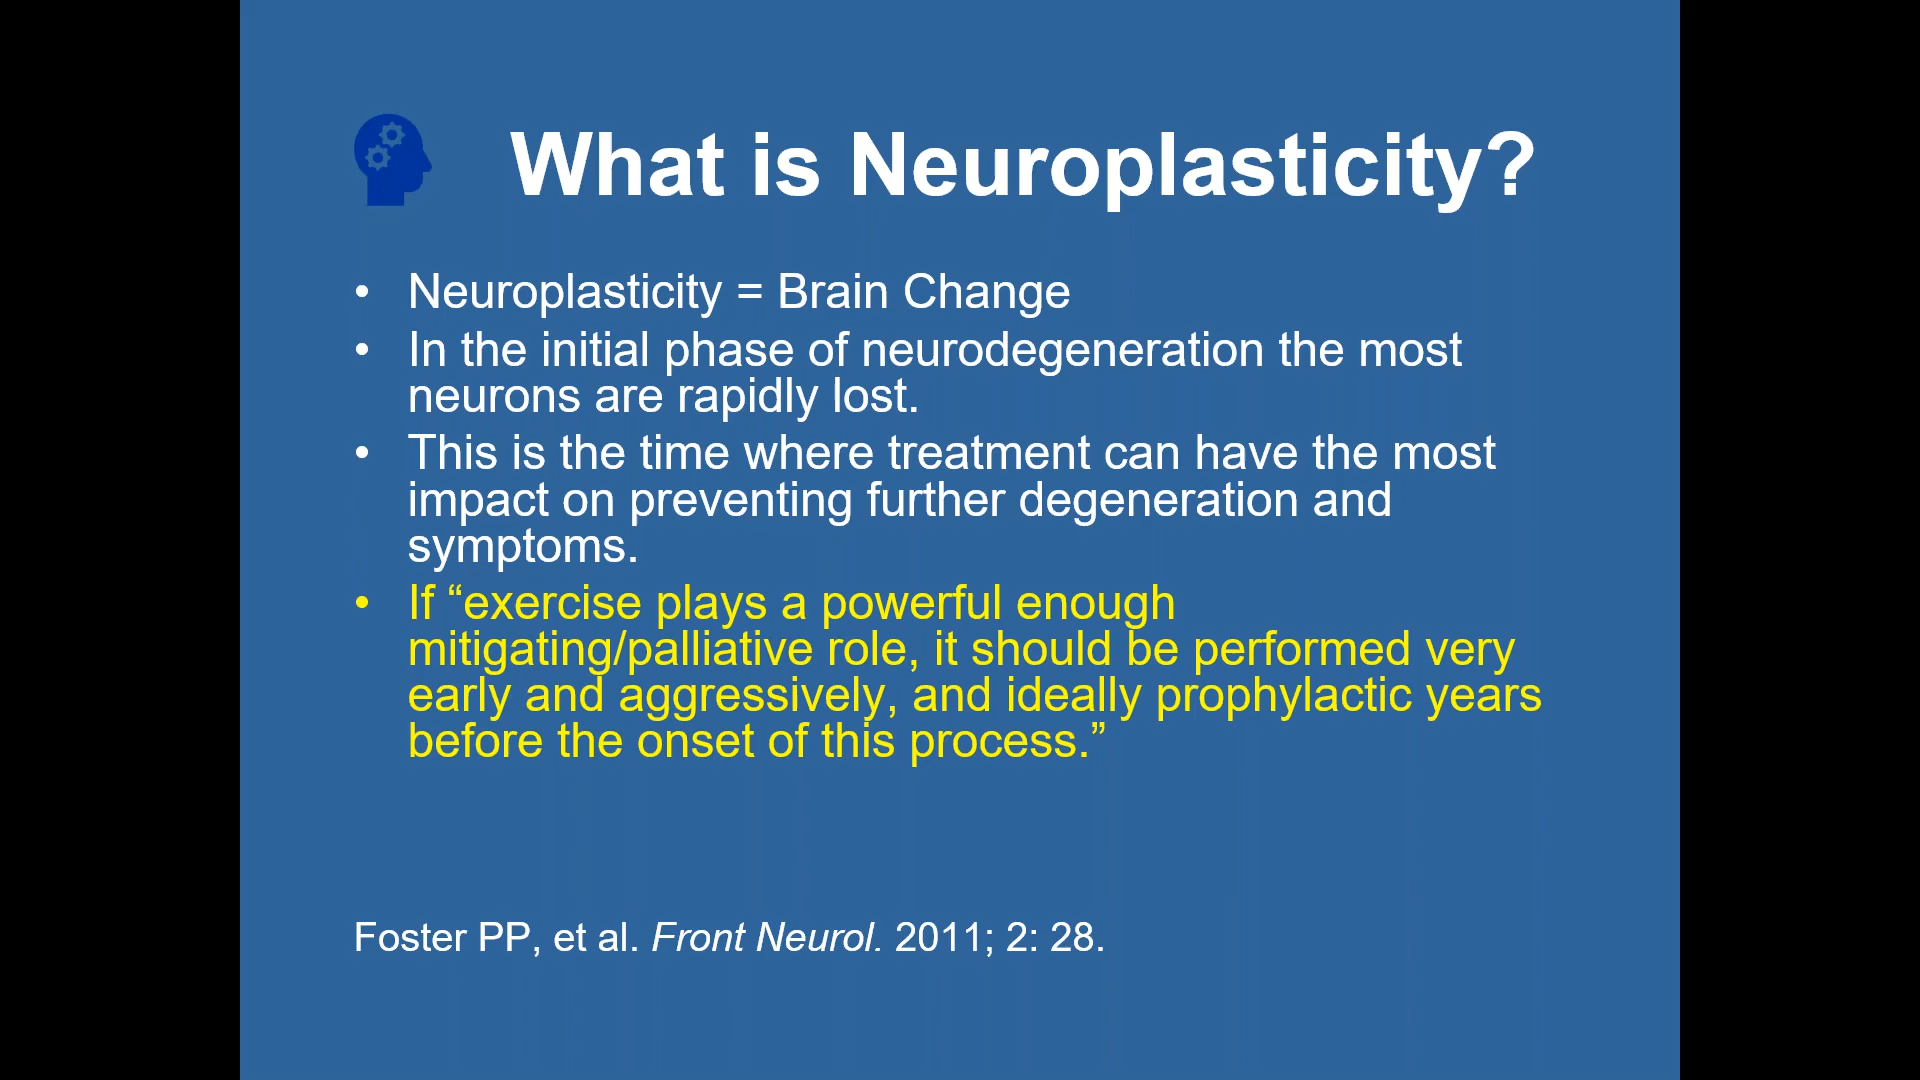 What is Neuroplasticity?
• Neuroplasticity = Brain Change
• In the initial phase of neurodegeneration the most
neurons are rapidly lost.
• This is the time where treatment can have the most
impact on preventing further degeneration and
symptoms.
• If “exercise plays a powerful enough
mitigating/palliative role, it should be performed very
early and aggressively, and ideally prophylactic years
before the onset of this process.”
Foster PP, et al. Front Neurol. 2011; 2: 28.